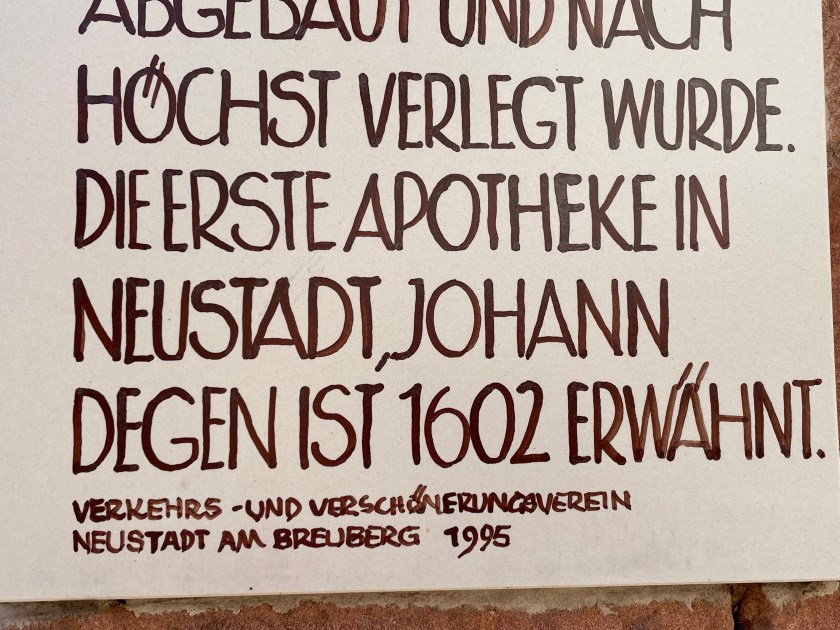 ABGEBAUT UND NACH
HÖCHST VERLEGT WURDE.
DIE ERSTE APOTHEKE IN
NEUSTADT, JOHANN
DEGEN IST 1602 ERWÄHNT.
VERKEHRS-UND VERSCHÖNERUNGSVEREIN
NEUSTADT AM BREUBERG 1995